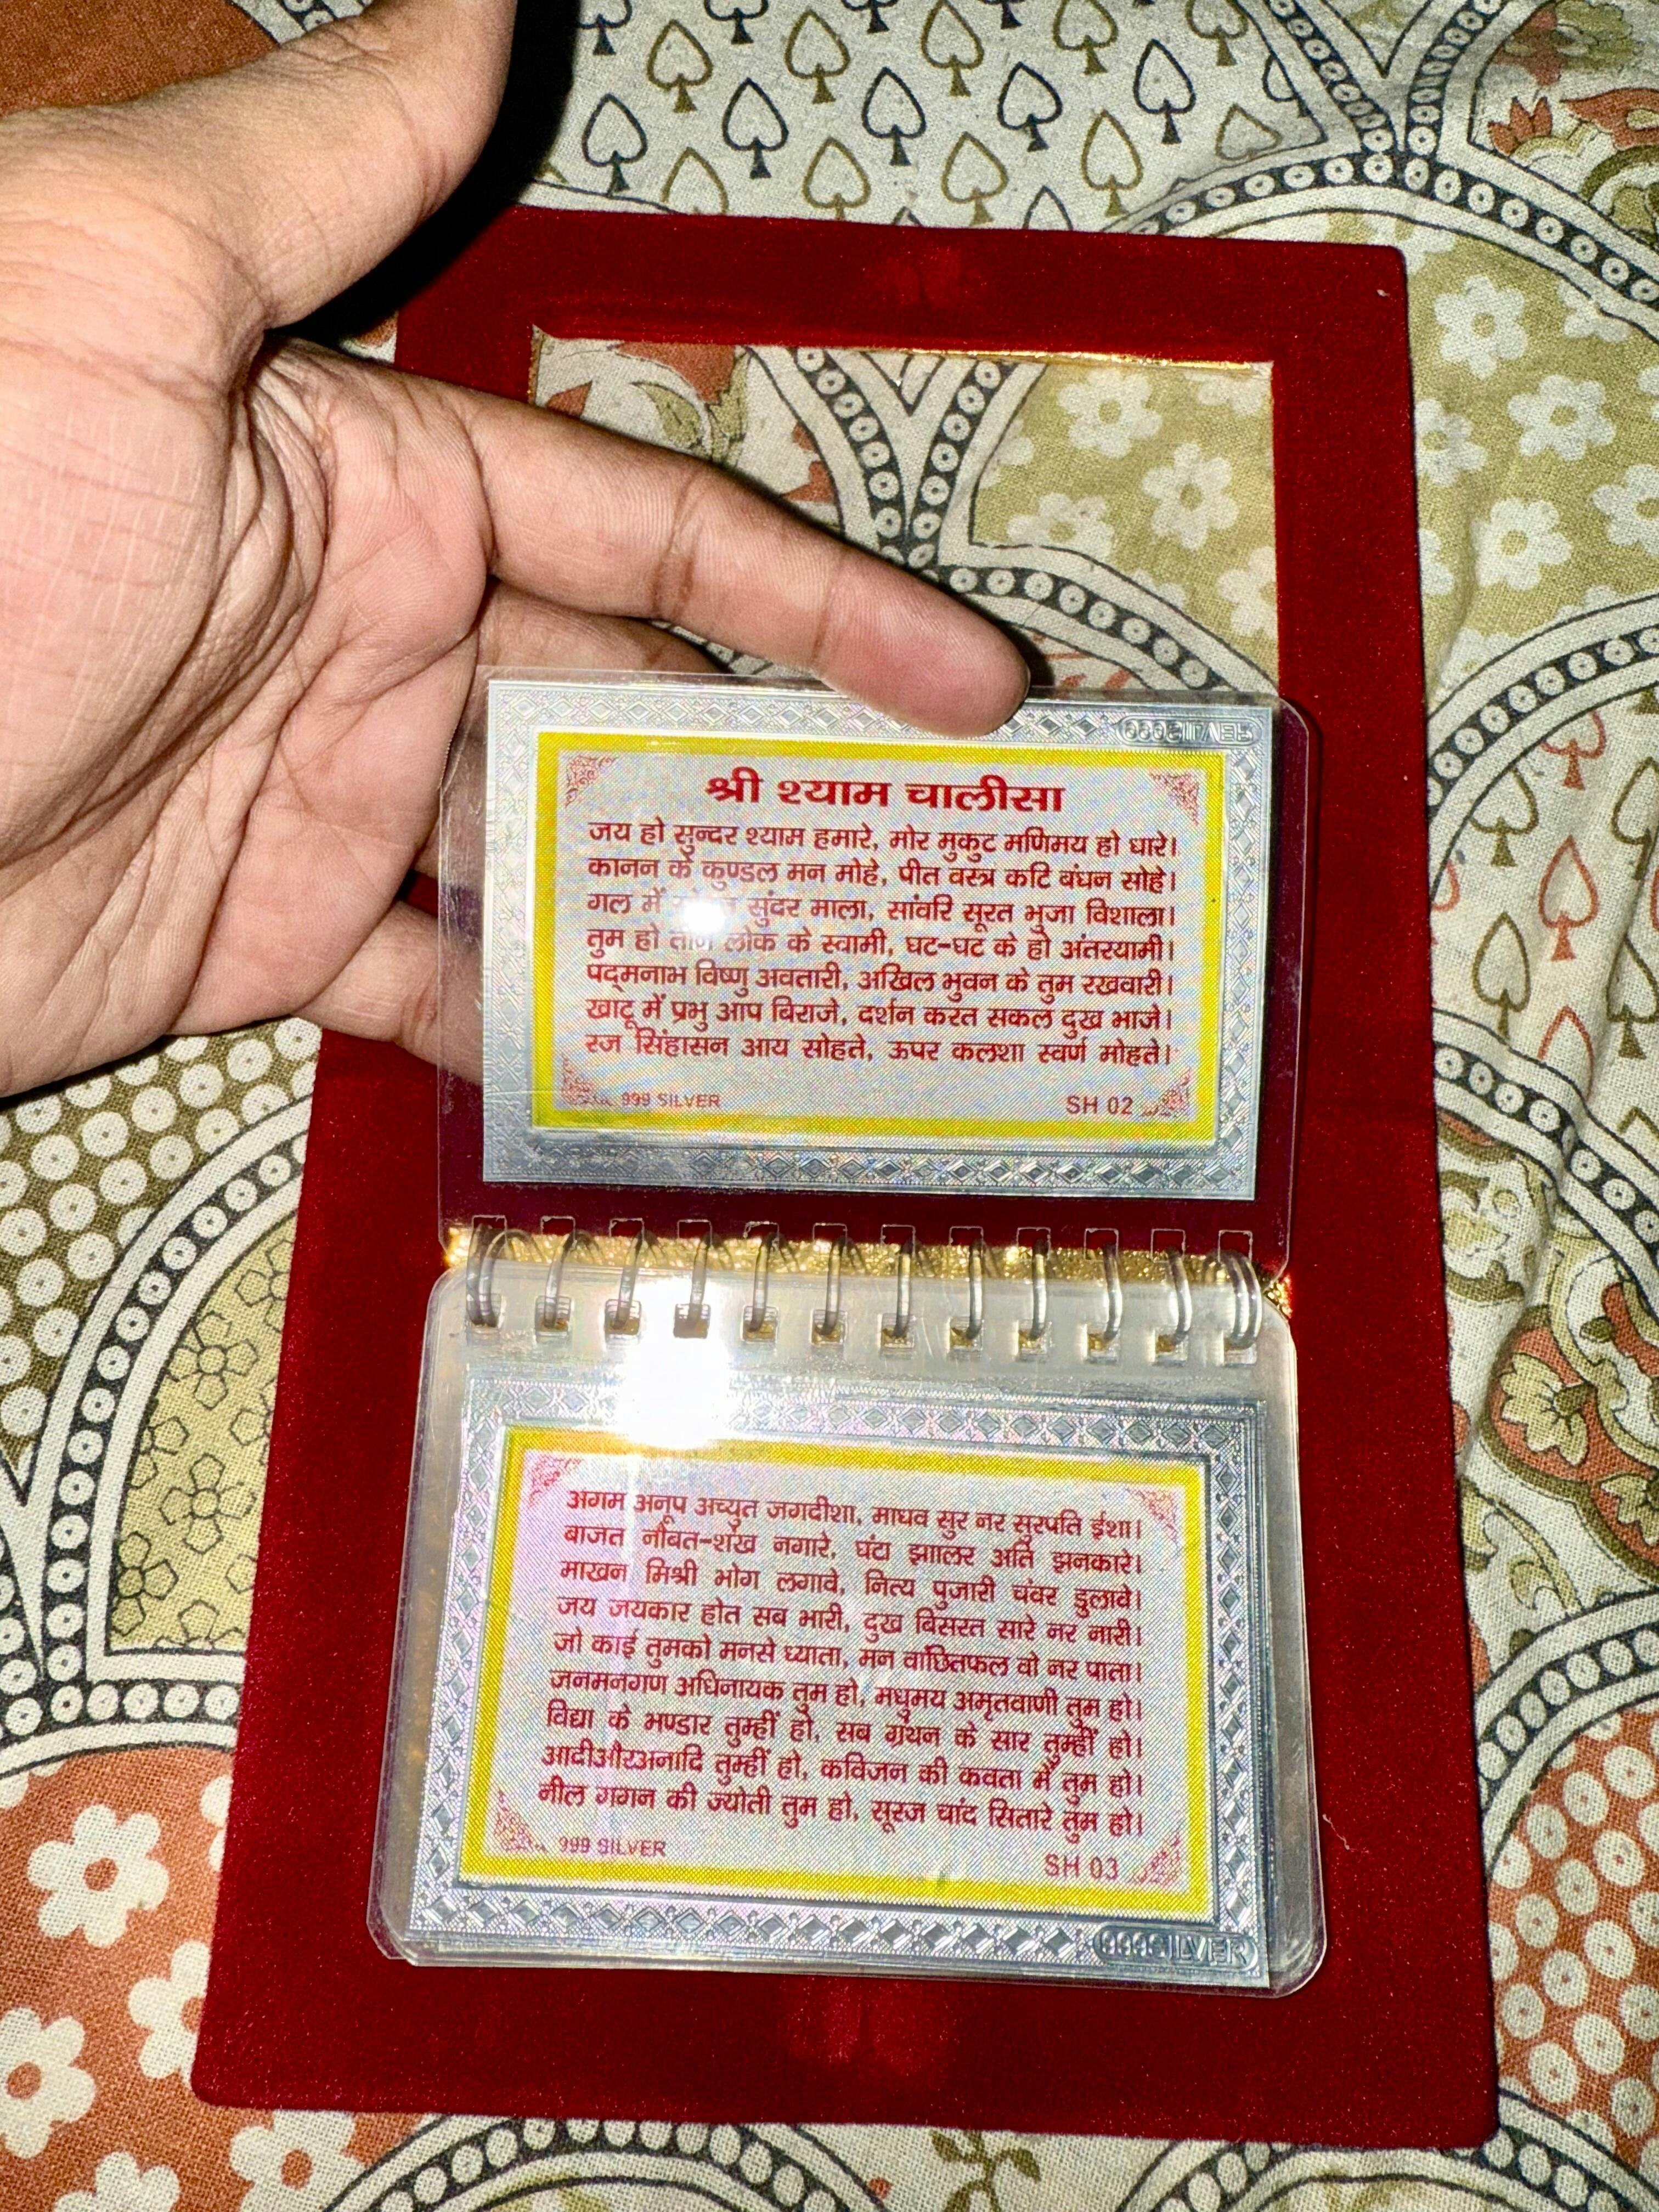 999SILVER
श्री श्याम चालीसा
जय हो सुन्दर श्याम हमारे, मोर मुकुट मणिमय हो धारे।
कानन के कुण्डल मन मोहे, पीत वस्त्र कटि बंधन सोहे।
गल में सुंदर माला, सांवरि सूरत भुजा विशाला।
तुम हो तीन लोक के स्वामी, घट-घट के हो अंतरयामी।
पद्मनाभ विष्णु अवतारी, अखिल भुवन के तुम रखवारी।
खाटू में प्रभु आप बिराजे, दर्शन करत सकल दुख भाजे।
रज सिंहासन आय सोहते, ऊपर कलशा स्वर्ण मोहते।
999 SILVER
SH 02
अगम अनूप अच्युत जगदीशा, माधव सुर नर सुरपति ईशा।
बाजत नौबत-शंख नगारे, घंटा झाालर अति झनकारे।
माखन मिश्री भोग लगावे, नित्य पुजारी चंवर डुलावे।
जय जयकार होत सब भारी, दुख बिसरत सारे नर नारी।
जो काई तुमको मनसे ध्याता, मन वांछितफल वो नर पाता।
जनमनगण अधिनायक तुम हो, मधुमय अमृतवाणी तुम हो।
विद्या के भण्डार तुम्हीं हो, सब ग्रंथन के सार तुम्हीं हो।
आदीऔरअनादि तुम्हीं हो, कविजन की कवता में तुम हो।
नील गगन की ज्योती तुम हो, सूरज चांद सितारे तुम हो।
999 SILVER
SH 03
999SILVER